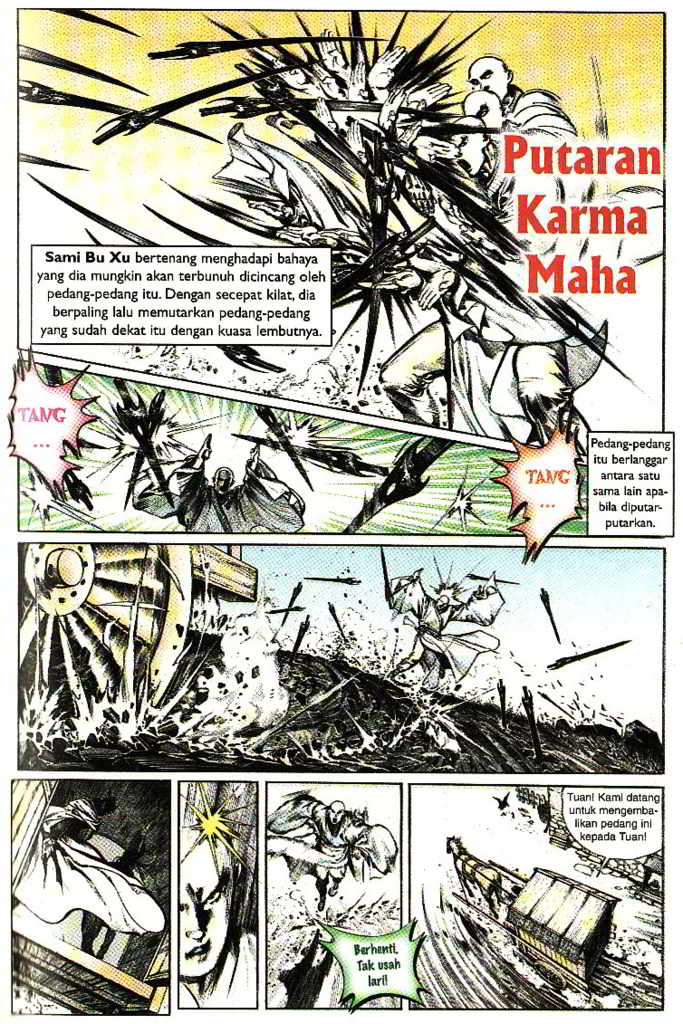 Putaran
Karma
Maha
Sami Bu Xu bertenang menghadapi bahaya
yang dia mungkin akan terbunuh dicincang oleh
pedang-pedang itu. Dengan secepat kilat, dia
berpaling lalu memutarkan pedang-pedang
yang sudah dekat itu dengan kuasa lembutnya.
TANG
...
TANG
...
Pedang-pedang
itu berlanggar
antara satu
sama lain apa-
bila diputar-
putarkan.
Berhenti,
Tak usah
lari!
Tuan! Kami datang
untuk mengemba-
likan pedang ini
kepada Tuan!